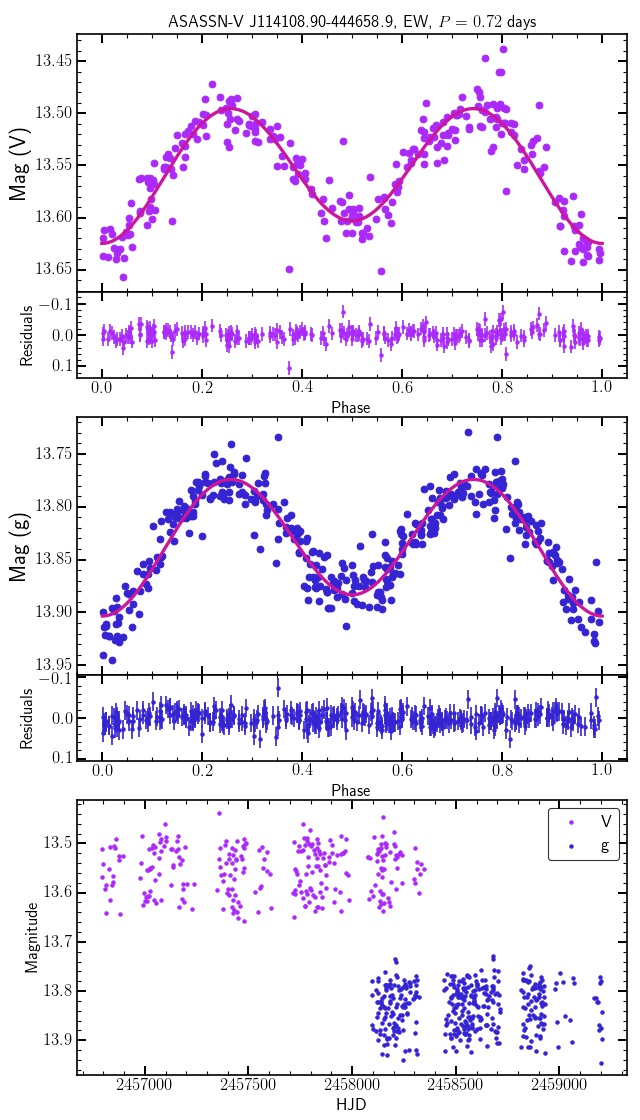 ASASSN-V J114108.90-444658.9, EW, P = 0.72 days
Mag (V)
13.45
13.50
13.55
13.60
13.65
Residuals
−0.1
0.0
0.1
0.0 0.2 0.4 0.6 0.8 1.0
Phase
Mag (g)
13.75
13.80
13.85
13.90
13.95
Residuals
−0.1
0.0
0.1
0.0 0.2 0.4 0.6 0.8 1.0
Phase
Magnitude
13.5
13.6
13.7
13.8
13.9
V
g
2457000 2457500 2458000 2458500 2459000
HJD